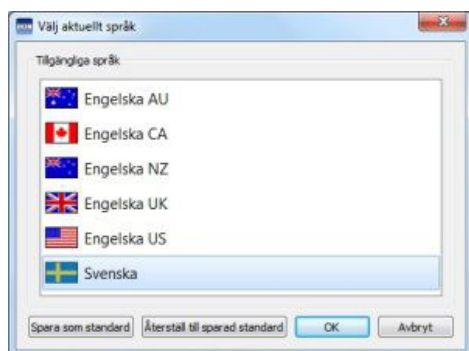 Välj aktuellt språk
Tillgängliga språk
Engelska AU
Engelska CA
Engelska NZ
Engelska UK
Engelska US
Svenska
Spara som standard Återställ till sparad standard OK Avbryt